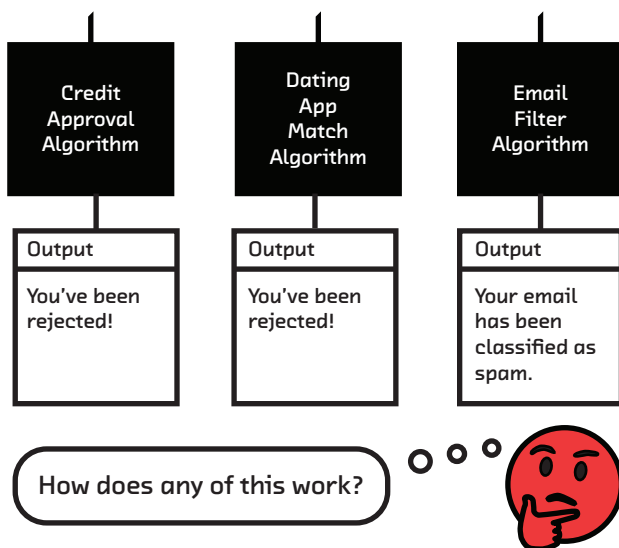 Credit
Approval
Algorithm
Dating
App
Match
Algorithm
Email
Filter
Algorithm
Output
You've been
rejected!
Output
You've been
rejected!
Output
Your email
has been
classified as
spam.
How does any of this work?